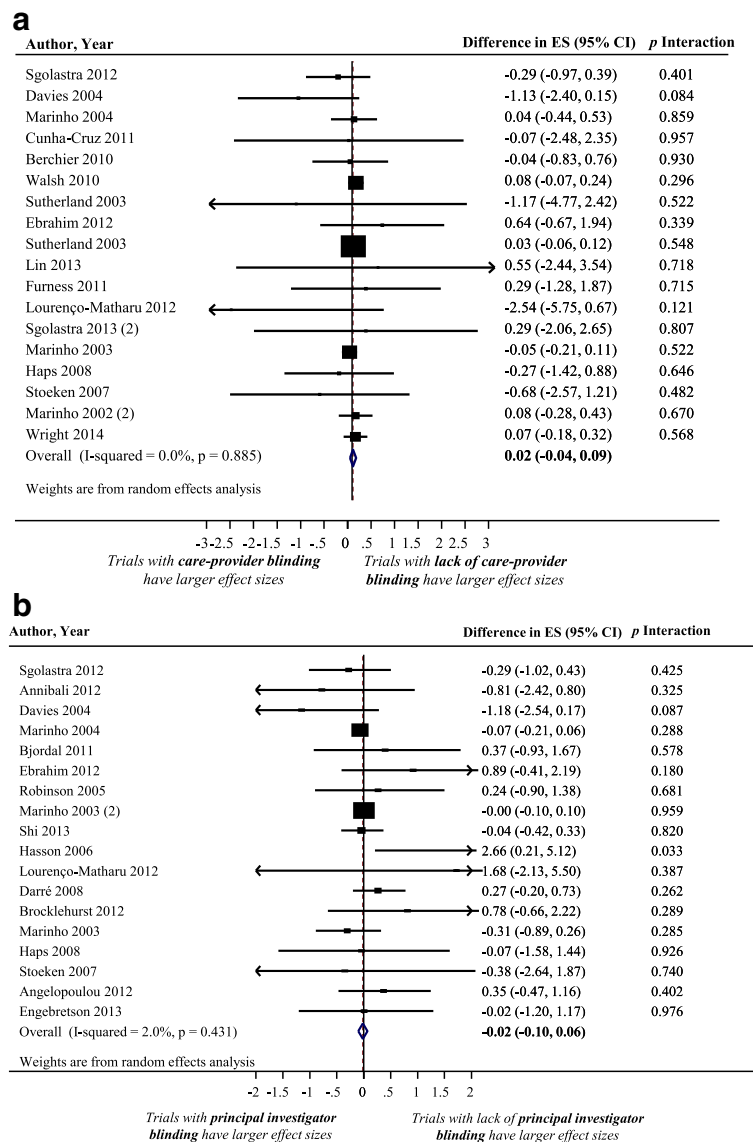 a
Author, Year Difference in ES (95% CI) p Interaction
Sgolastra 2012 -0.29 (-0.97, 0.39) 0.401
Davies 2004 -1.13 (-2.40, 0.15) 0.084
Marinho 2004 0.04 (-0.44, 0.53) 0.859
Cunha-Cruz 2011 -0.07 (-2.48, 2.35) 0.957
Berchier 2010 -0.04 (-0.83, 0.76) 0.930
Walsh 2010 0.08 (-0.07, 0.24) 0.296
Sutherland 2003 -1.17 (-4.77, 2.42) 0.522
Ebrahim 2012 0.64 (-0.67, 1.94) 0.339
Sutherland 2003 0.03 (-0.06, 0.12) 0.548
Lin 2013 0.55 (-2.44, 3.54) 0.718
Furness 2011 0.29 (-1.28, 1.87) 0.715
Lourenço-Matharu 2012 -2.54 (-5.75, 0.67) 0.121
Sgolastra 2013 (2) 0.29 (-2.06, 2.65) 0.807
Marinho 2003 -0.05 (-0.21, 0.11) 0.522
Haps 2008 -0.27 (-1.42, 0.88) 0.646
Stoeken 2007 -0.68 (-2.57, 1.21) 0.482
Marinho 2002 (2) 0.08 (-0.28, 0.43) 0.670
Wright 2014 0.07 (-0.18, 0.32) 0.568
Overall (I-squared = 0.0%, p = 0.885) 0.02 (-0.04, 0.09)
Weights are from random effects analysis
-3 -2.5 -2 -1.5 -1 -.5 0 .5 1 1.5 2 2.5 3
Trials with care-provider blinding Trials with lack of care-provider
have larger effect sizes blinding have larger effect sizes
b
Author, Year Difference in ES (95% CI) p Interaction
Sgolastra 2012 -0.29 (-1.02, 0.43) 0.425
Annibali 2012 -0.81 (-2.42, 0.80) 0.325
Davies 2004 -1.18 (-2.54, 0.17) 0.087
Marinho 2004 -0.07 (-0.21, 0.06) 0.288
Bjordal 2011 0.37 (-0.93, 1.67) 0.578
Ebrahim 2012 0.89 (-0.41, 2.19) 0.180
Robinson 2005 0.24 (-0.90, 1.38) 0.681
Marinho 2003 (2) -0.00 (-0.10, 0.10) 0.959
Shi 2013 -0.04 (-0.42, 0.33) 0.820
Hasson 2006 2.66 (0.21, 5.12) 0.033
Lourenço-Matharu 2012 1.68 (-2.13, 5.50) 0.387
Darré 2008 0.27 (-0.20, 0.73) 0.262
Brocklehurst 2012 0.78 (-0.66, 2.22) 0.289
Marinho 2003 -0.31 (-0.89, 0.26) 0.285
Haps 2008 -0.07 (-1.58, 1.44) 0.926
Stoeken 2007 -0.38 (-2.64, 1.87) 0.740
Angelopoulou 2012 0.35 (-0.47, 1.16) 0.402
Engebretson 2013 -0.02 (-1.20, 1.17) 0.976
Overall (I-squared = 2.0%, p = 0.431) -0.02 (-0.10, 0.06)
Weights are from random effects analysis
-2 -1.5 -1 -.5 0 .5 1 1.5 2
Trials with principal investigator Trials with lack of principal investigator
blinding have larger effect sizes blinding have larger effect sizes